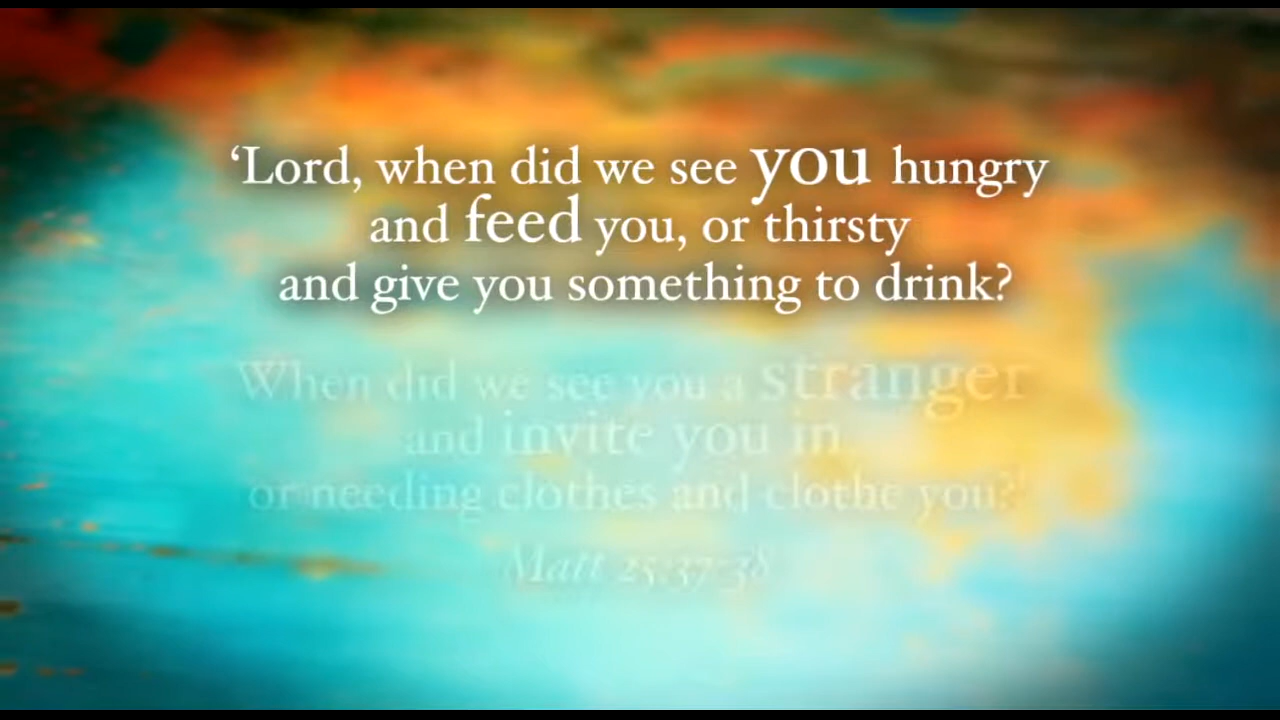 ‘Lord, when did we see you hungry
and feed you, or thirsty
and give you something to drink?
When did we see you a stranger
and invite you in
or needing clothes and clothe you?’
Matt 25:37-38